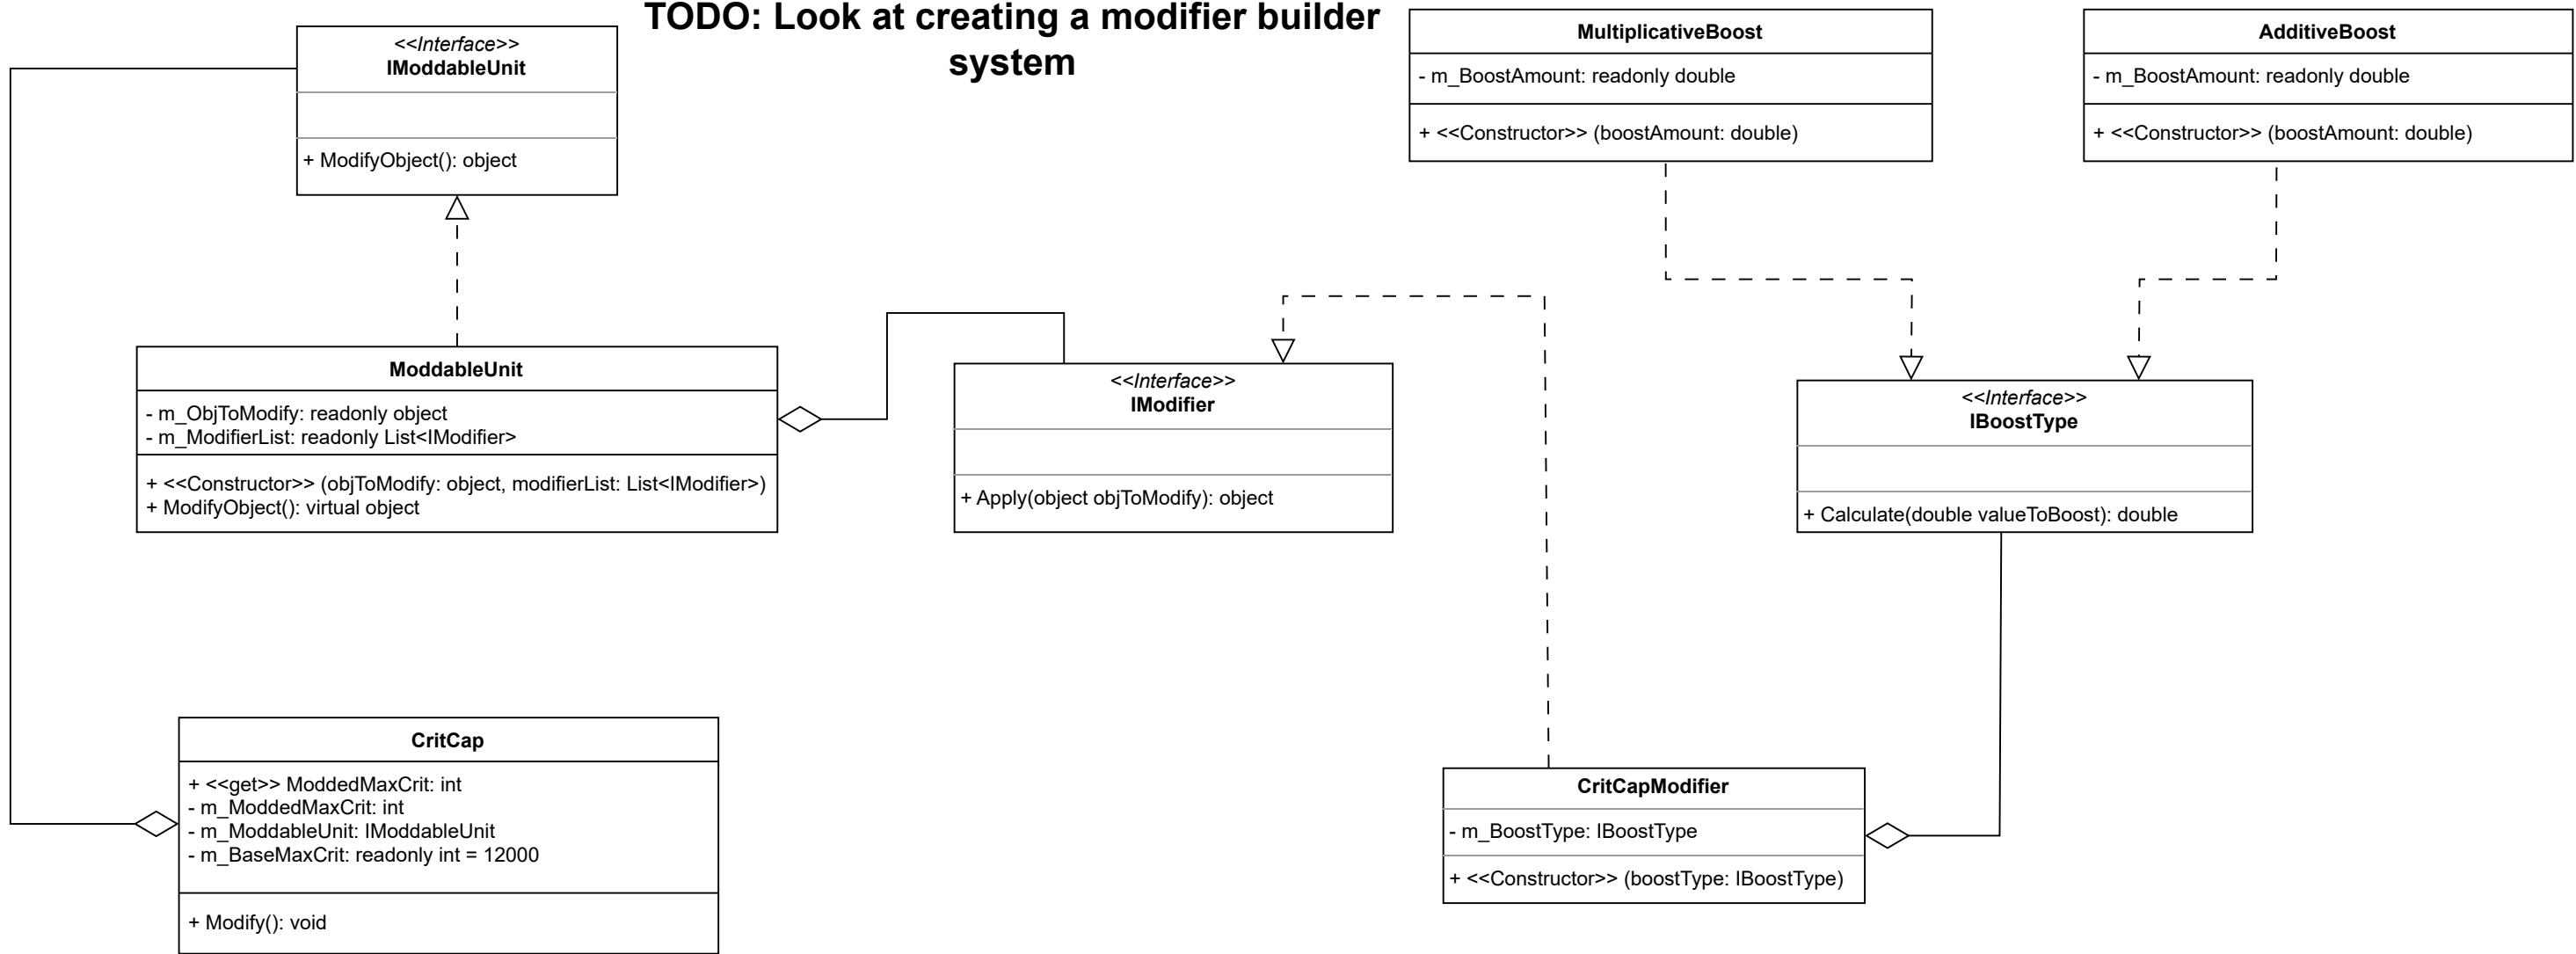 TODO: Look at creating a modifier builder
system
<<Interface>>
IModdableUnit
+ ModifyObject(): object
MultiplicativeBoost
- m_BoostAmount: readonly double
+ <<Constructor>> (boostAmount: double)
AdditiveBoost
- m_BoostAmount: readonly double
+ <<Constructor>> (boostAmount: double)
ModdableUnit
- m_ObjToModify: readonly object
- m_ModifierList: readonly List<IModifier>
+ <<Constructor>> (objToModify: object, modifierList: List<IModifier>)
+ ModifyObject(): virtual object
<<Interface>>
IModifier
+ Apply(object objToModify): object
<<Interface>>
IBoostType
+ Calculate(double valueToBoost): double
CritCap
+ <<get>> ModdedMaxCrit: int
- m_ModdedMaxCrit: int
- m_ModdableUnit: IModdableUnit
- m_BaseMaxCrit: readonly int = 12000
+ Modify(): void
CritCapModifier
- m_BoostType: IBoostType
+ <<Constructor>> (boostType: IBoostType)